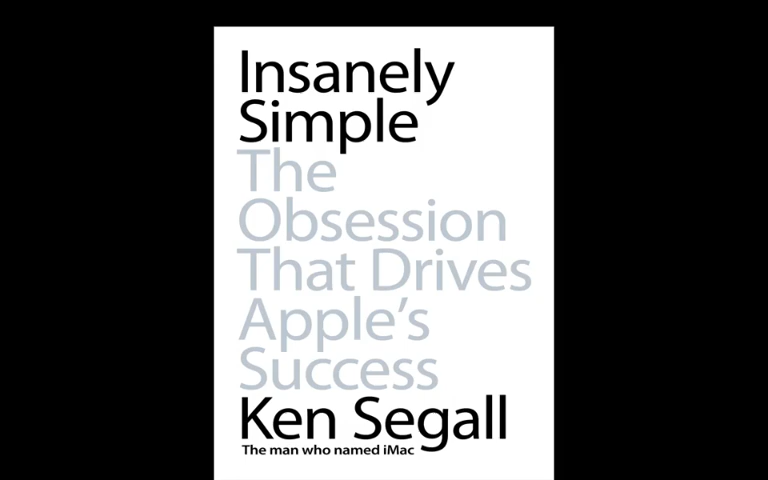 Insanely
Simple
The
Obsession
That Drives
Apple's
Success
Ken Segall
The man who named iMac